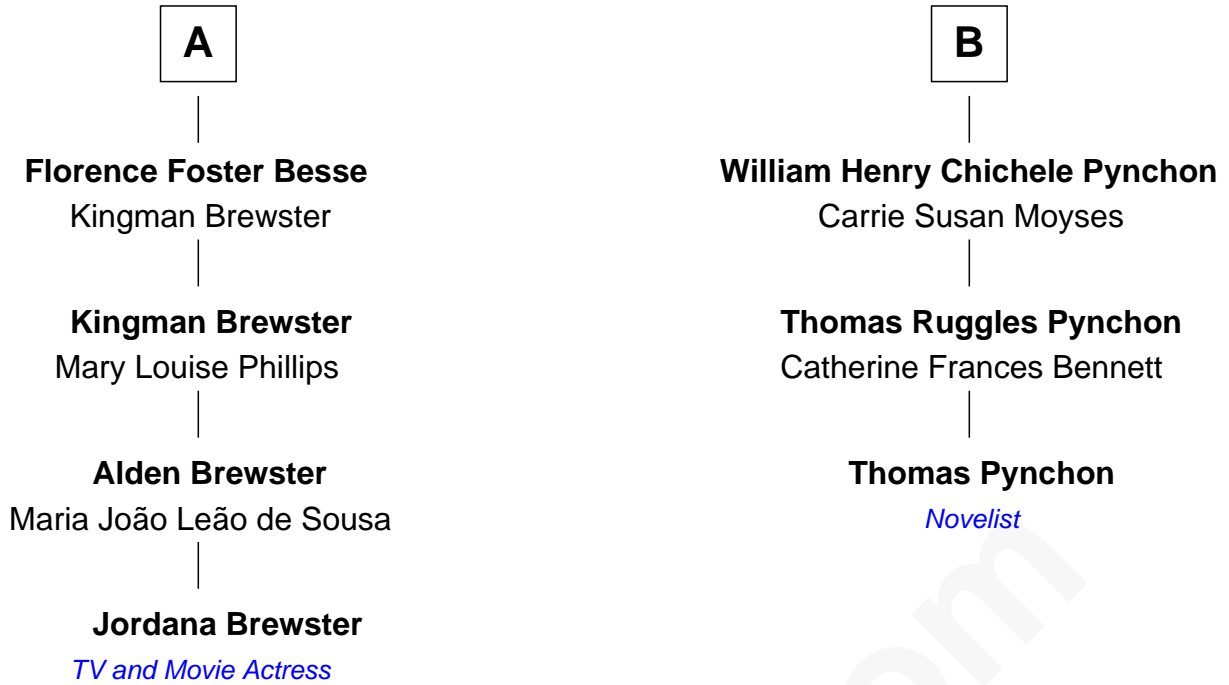 A
Florence Foster Besse
Kingman Brewster
Kingman Brewster
Mary Louise Phillips
Alden Brewster
Maria João Leão de Sousa
Jordana Brewster
TV and Movie Actress
B
William Henry Chichele Pynchon
Carrie Susan Moyses
Thomas Ruggles Pynchon
Catherine Frances Bennett
Thomas Pynchon
Novelist
om